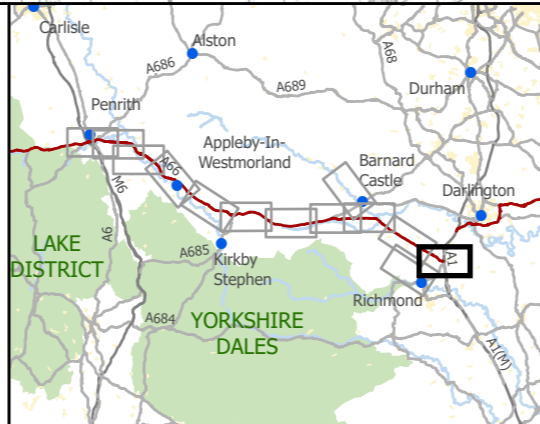 Carlisle
Alston
A68
A686
A689
Durham
Penrith
Appleby-In-
Westmorland
A66
Barnard
Castle
Darlington
M6
A6
LAKE
DISTRICT
A685
Kirkby
Stephen
A1
Richmond
A684
YORKSHIRE
DALES
A1(M)